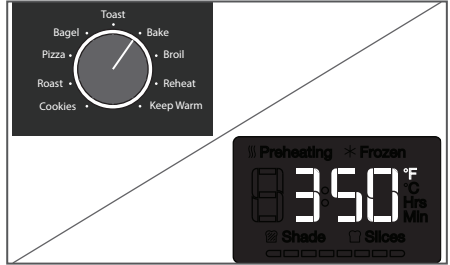 Toast
Bagel Bake
Pizza Broil
Roast Reheat
Cookies Keep Warm
Preheating Frozen
350 °F
°C
Hrs
Min
Shade Slices